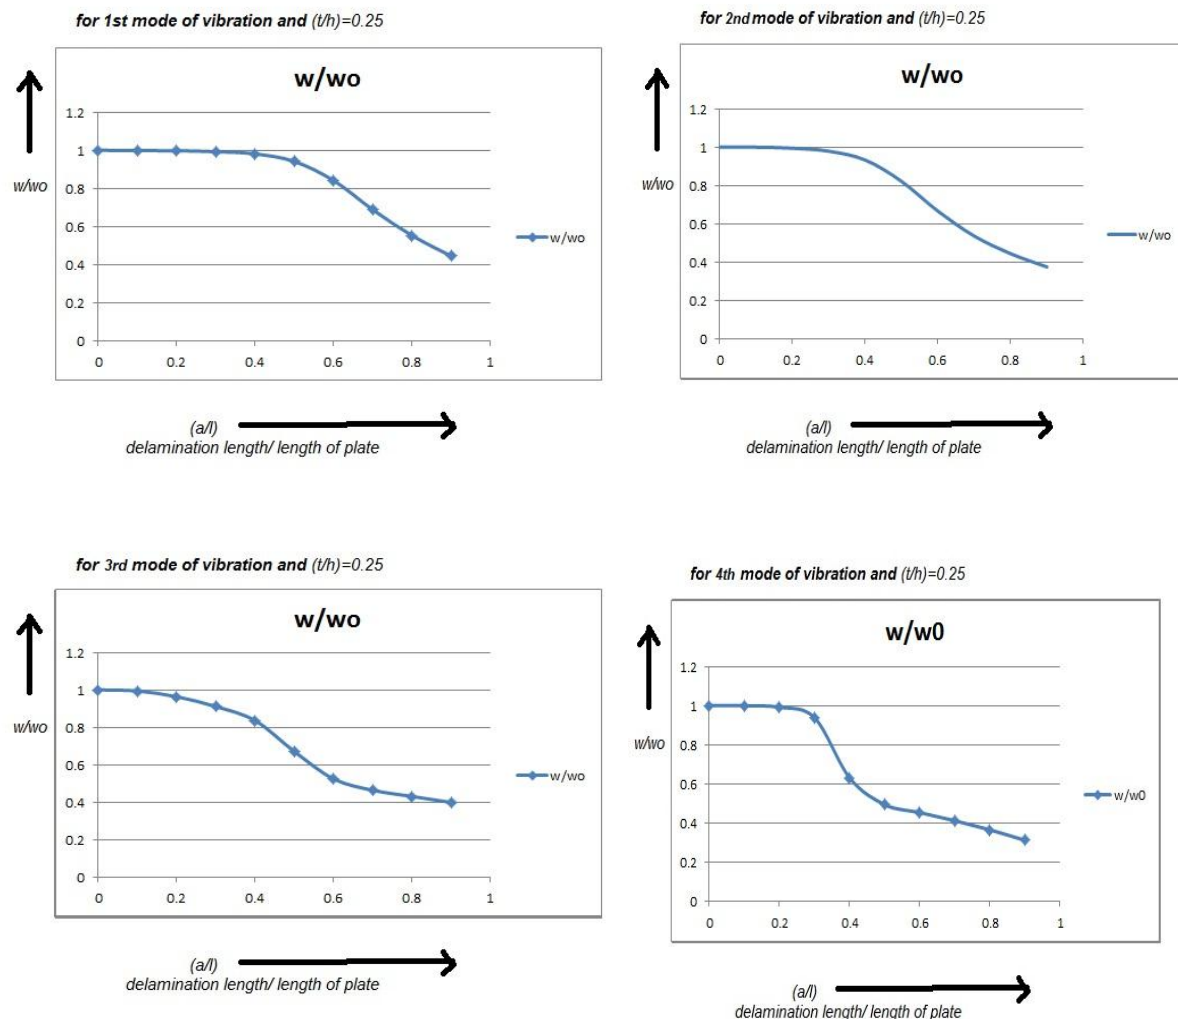 for 1st mode of vibration and (t/h)=0.25
w/wo
w/wo
1.2
1
0.8
0.6
0.4
0.2
0
0 0.2 0.4 0.6 0.8 1
w/wo
(a/l)
delamination length/ length of plate
for 2nd mode of vibration and (t/h)=0.25
w/wo
w/wo
1.2
1
0.8
0.6
0.4
0.2
0
0 0.2 0.4 0.6 0.8 1
w/wo
(a/l)
delamination length/ length of plate
for 3rd mode of vibration and (t/h)=0.25
w/wo
w/wo
1.2
1
0.8
0.6
0.4
0.2
0
0 0.2 0.4 0.6 0.8 1
w/wo
(a/l)
delamination length/ length of plate
for 4th mode of vibration and (t/h)=0.25
w/w0
w/wo
1.2
1
0.8
0.6
0.4
0.2
0
0 0.2 0.4 0.6 0.8 1
w/w0
(a/l)
delamination length/ length of plate